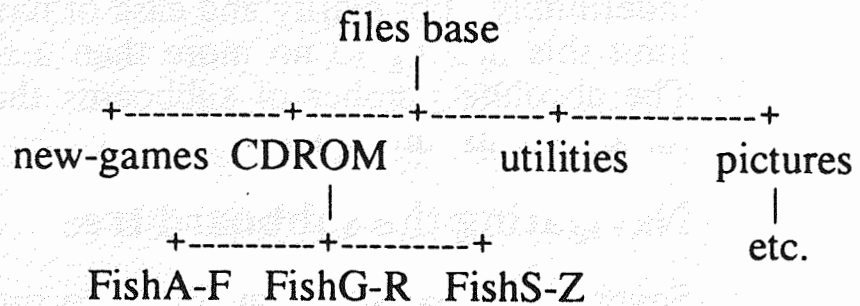 files base
|
+-----------+-------+--------+-------------+
new-games CDROM utilities pictures
| |
+---------+---------+ etc.
FishA-F FishG-R FishS-Z